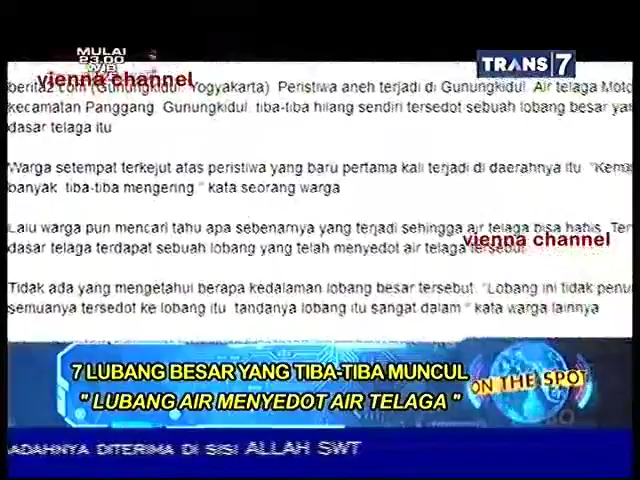 MULAI
23.00
WIB
vienna channel
TRANS 7
berita2.com (Gunungkidul. Yogyakarta) Peristiwa aneh terjadi di Gunungkidul. Air telaga
kecamatan Panggang. Gunungkidul. tiba-tiba hilang sendiri tersedot sebuah lobang besar
dasar telaga itu
Warga setempat terkejut atas peristiwa yang baru pertama kali terjadi di daerahnya itu "
banyak tiba-tiba mengering " kata seorang warga
Lalu warga pun mencari tahu apa sebenarnya yang terjadi sehingga air telaga bisa habis
vienna channel
dasar telaga terdapat sebuah lobang yang telah menyedot air telaga tersebut
Tidak ada yang mengetahui berapa kedalaman lobang besar tersebut. "Lobang ini tidak
semuanya tersedot ke lobang itu tandanya lobang itu sangat dalam " kata warga lainnya
7 LUBANG BESAR YANG TIBA-TIBA MUNCUL
" LUBANG AIR MENYEDOT AIR TELAGA "
ON THE SPOT
ADAHNYA DITERIMA DI SISI ALLAH SWT